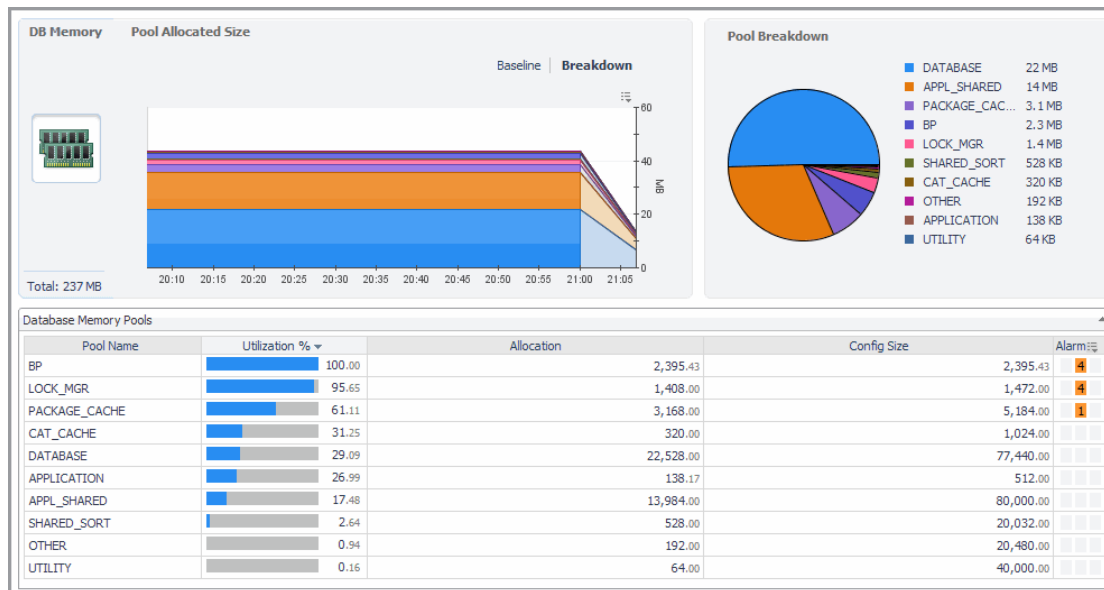 DB Memory
Pool Allocated Size
Baseline | Breakdown
60
40
20
0
MB
20:10 20:15 20:20 20:25 20:30 20:35 20:40 20:45 20:50 20:55 21:00 21:05
Total: 237 MB
Pool Breakdown
DATABASE 22 MB
APPL_SHARED 14 MB
PACKAGE_CAC... 3.1 MB
BP 2.3 MB
LOCK_MGR 1.4 MB
SHARED_SORT 528 KB
CAT_CACHE 320 KB
OTHER 192 KB
APPLICATION 138 KB
UTILITY 64 KB
Database Memory Pools
Pool Name Utilization % Allocation Config Size Alarm
BP 100.00 2,395.43 2,395.43 4
LOCK_MGR 95.65 1,408.00 1,472.00 4
PACKAGE_CACHE 61.11 3,168.00 5,184.00 1
CAT_CACHE 31.25 320.00 1,024.00
DATABASE 29.09 22,528.00 77,440.00
APPLICATION 26.99 138.17 512.00
APPL_SHARED 17.48 13,984.00 80,000.00
SHARED_SORT 2.64 528.00 20,032.00
OTHER 0.94 192.00 20,480.00
UTILITY 0.16 64.00 40,000.00